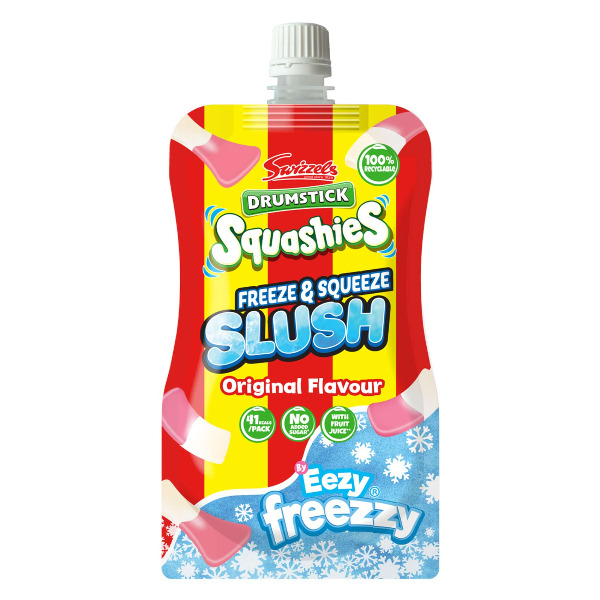 Swizzels
100%
RECYCLABLE
DRUMSTICK
Squashies
FREEZE & SQUEEZE
SLUSH
Original Flavour
41 KCALS
/PACK
NO
ADDED
SUGAR*
WITH
FRUIT
JUICE**
By
Eezy
freezzy®